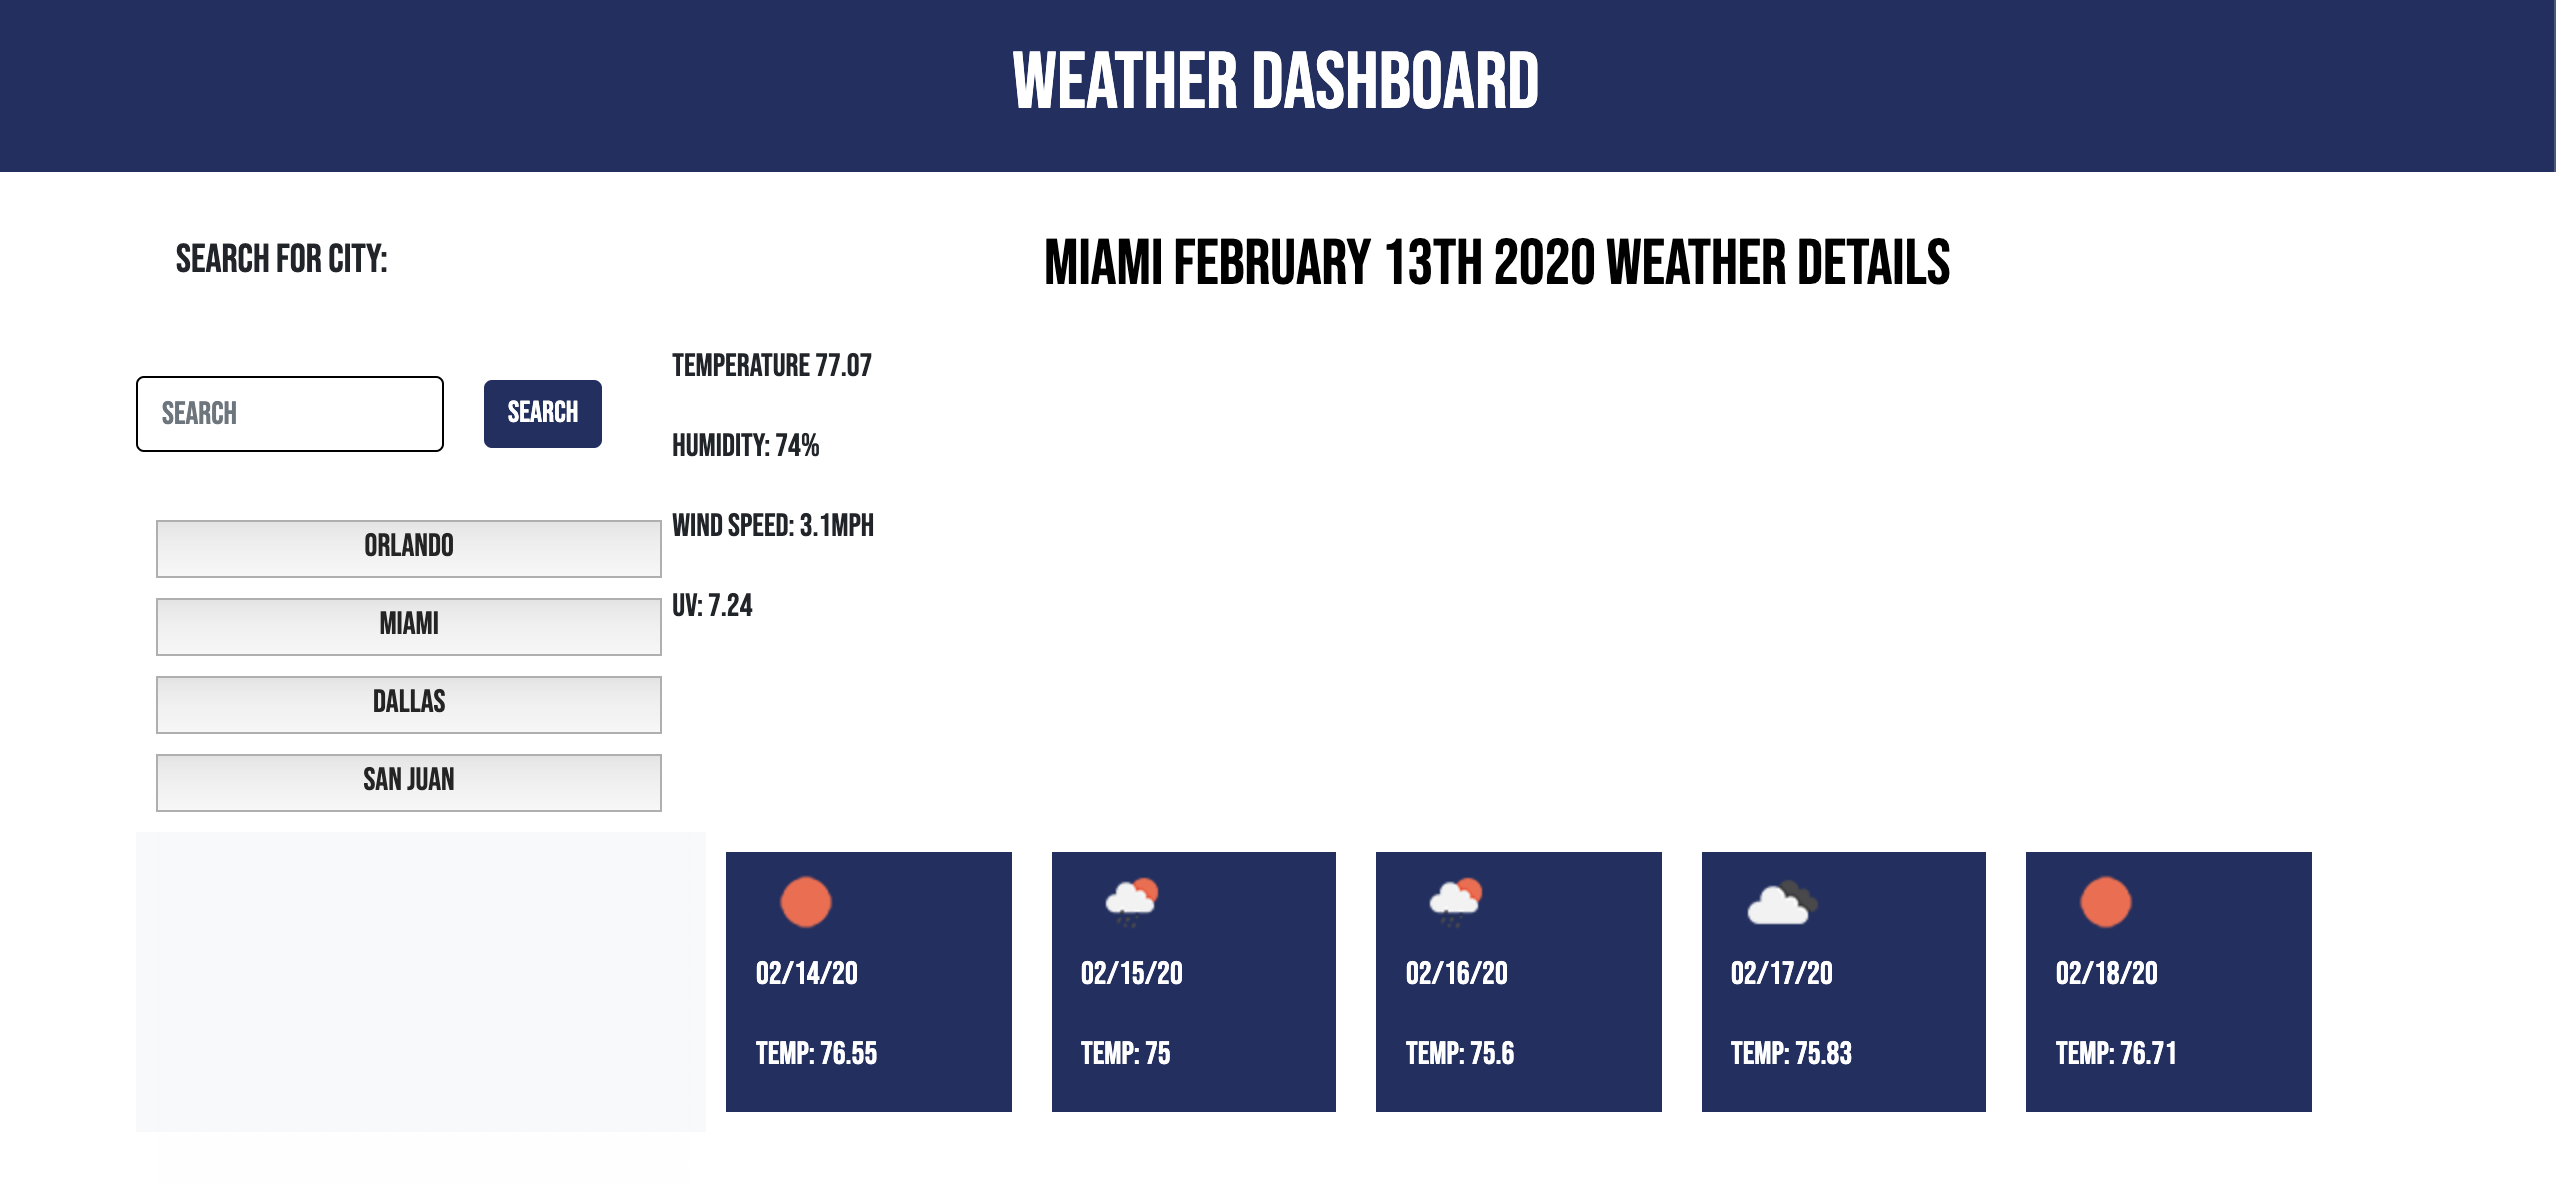 WEATHER DASHBOARD
SEARCH FOR CITY:
SEARCH
SEARCH
ORLANDO
MIAMI
DALLAS
SAN JUAN
MIAMI FEBRUARY 13TH 2020 WEATHER DETAILS
TEMPERATURE 77.07
HUMIDITY: 74%
WIND SPEED: 3.1MPH
UV: 7.24
02/14/20
TEMP: 76.55
02/15/20
TEMP: 75
02/16/20
TEMP: 75.6
02/17/20
TEMP: 75.83
02/18/20
TEMP: 76.71